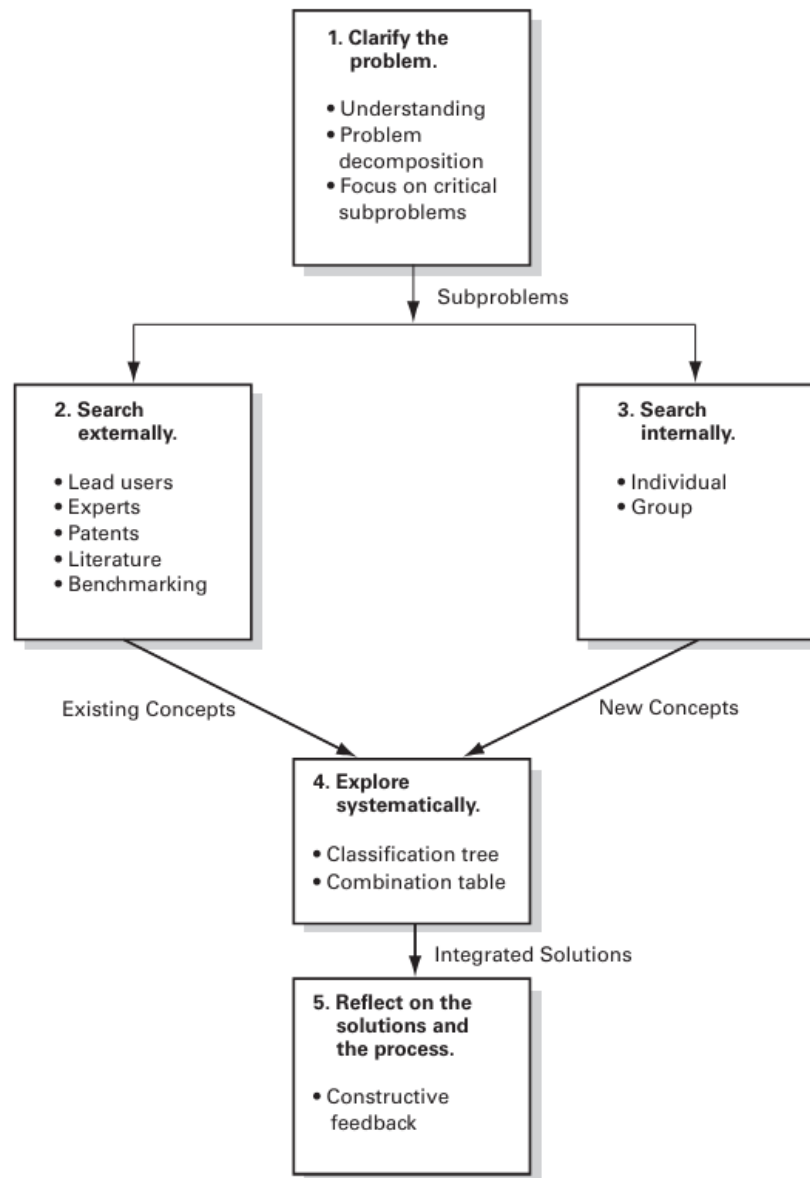 1. Clarify the
problem.
• Understanding
• Problem
decomposition
• Focus on critical
subproblems
Subproblems
2. Search
externally.
• Lead users
• Experts
• Patents
• Literature
• Benchmarking
3. Search
internally.
• Individual
• Group
Existing Concepts
New Concepts
4. Explore
systematically.
• Classification tree
• Combination table
Integrated Solutions
5. Reflect on the
solutions and
the process.
• Constructive
feedback